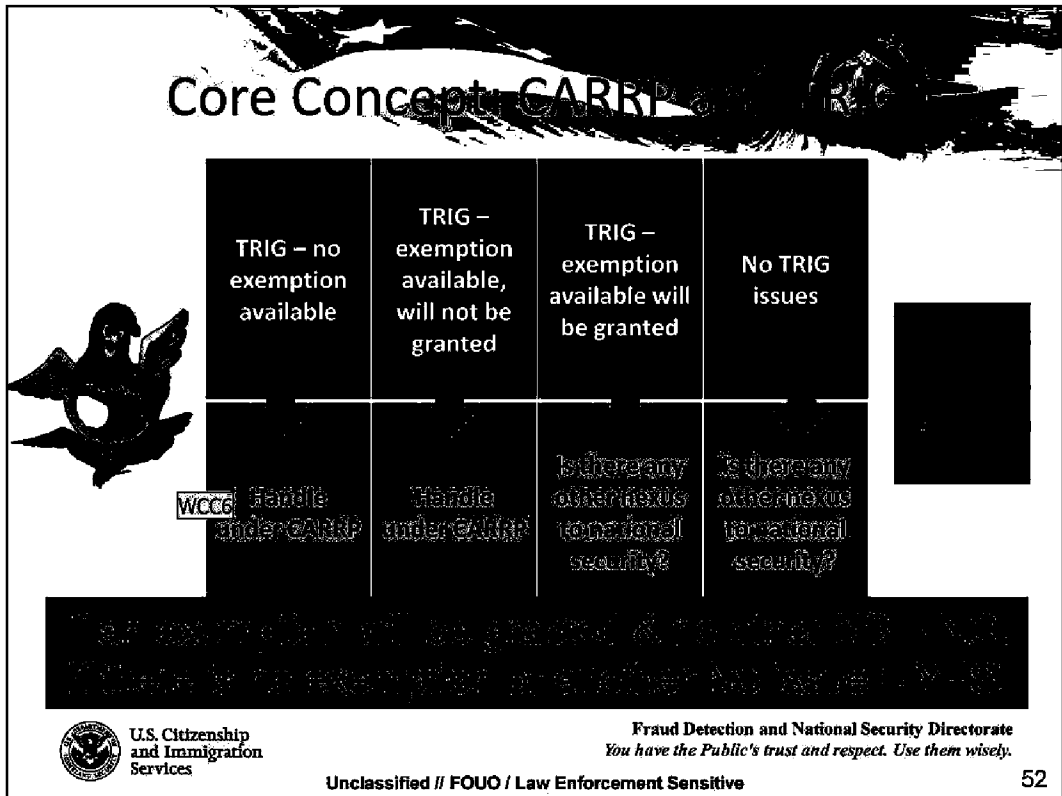 Core Concept: CARRP and TRIG
TRIG – no
exemption
available
TRIG –
exemption
available,
will not be
granted
TRIG –
exemption
available will
be granted
No TRIG
issues
WCC6
Handle
under CARRP
Handle
under CARRP
Is there any
other nexus
to national
security?
Is there any
other nexus
to national
security?
U.S. Citizenship
and Immigration
Services
Fraud Detection and National Security Directorate
You have the Public's trust and respect. Use them wisely.
Unclassified // FOUO / Law Enforcement Sensitive
52